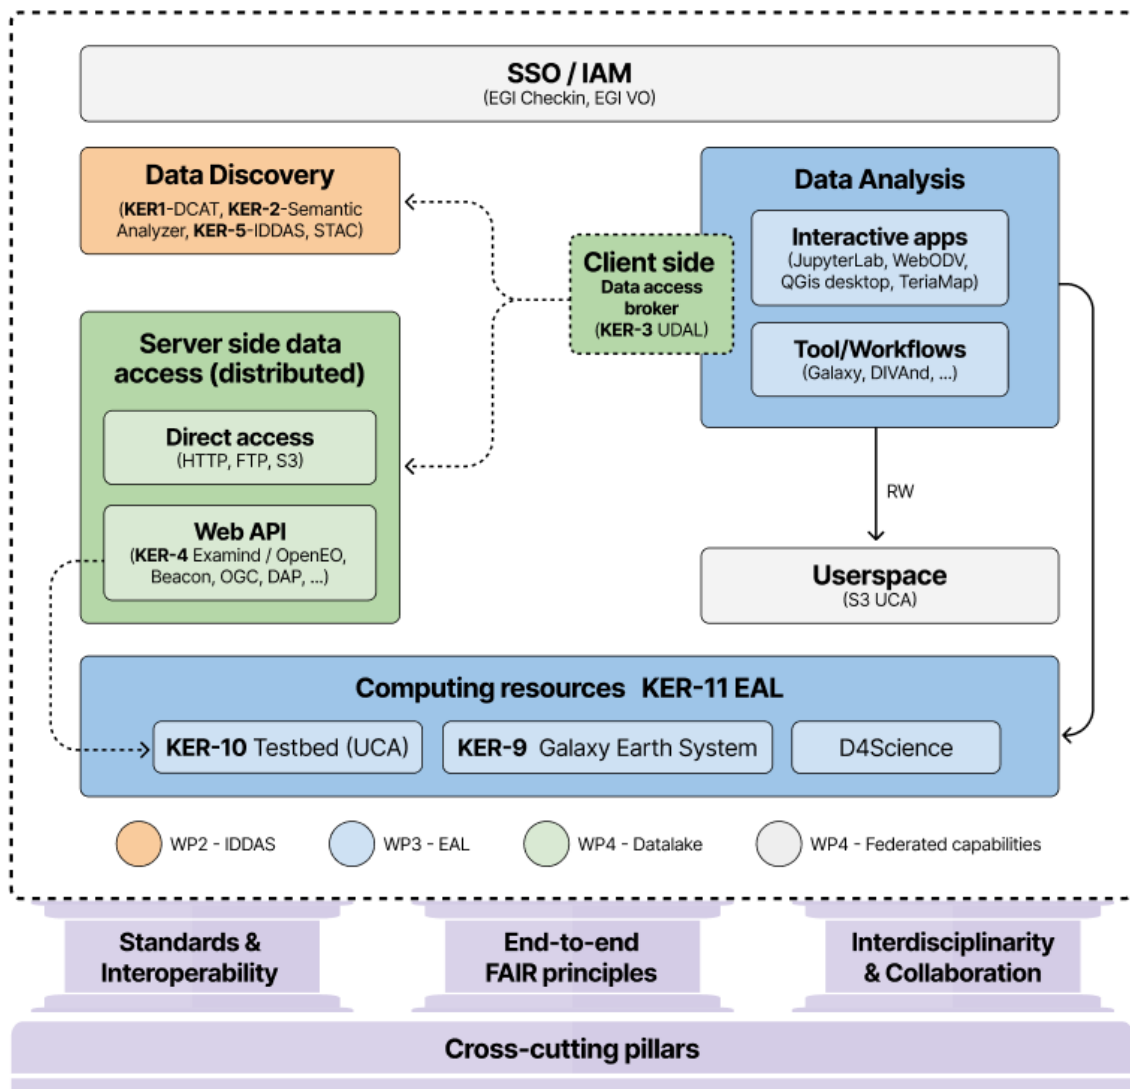 SSO / IAM
(EGI Checkin, EGI VO)
Data Discovery
(KER1-DCAT, KER-2-Semantic
Analyzer, KER-5-IDDAS, STAC)
Client side
Data access
broker
(KER-3 UDAL)
Data Analysis
Interactive apps
(JupyterLab, WebODV,
QGis desktop, TeriaMap)
Tool/Workflows
(Galaxy, DIVAnd, ...)
Server side data
access (distributed)
Direct access
(HTTP, FTP, S3)
Web API
(KER-4 Examind / OpenEO,
Beacon, OGC, DAP, ...)
RW
Userspace
(S3 UCA)
Computing resources KER-11 EAL
KER-10 Testbed (UCA)
KER-9 Galaxy Earth System
D4Science
WP2 - IDDAS
WP3 - EAL
WP4 - Datalake
WP4 - Federated capabilities
Standards &
Interoperability
End-to-end
FAIR principles
Interdisciplinarity
& Collaboration
Cross-cutting pillars